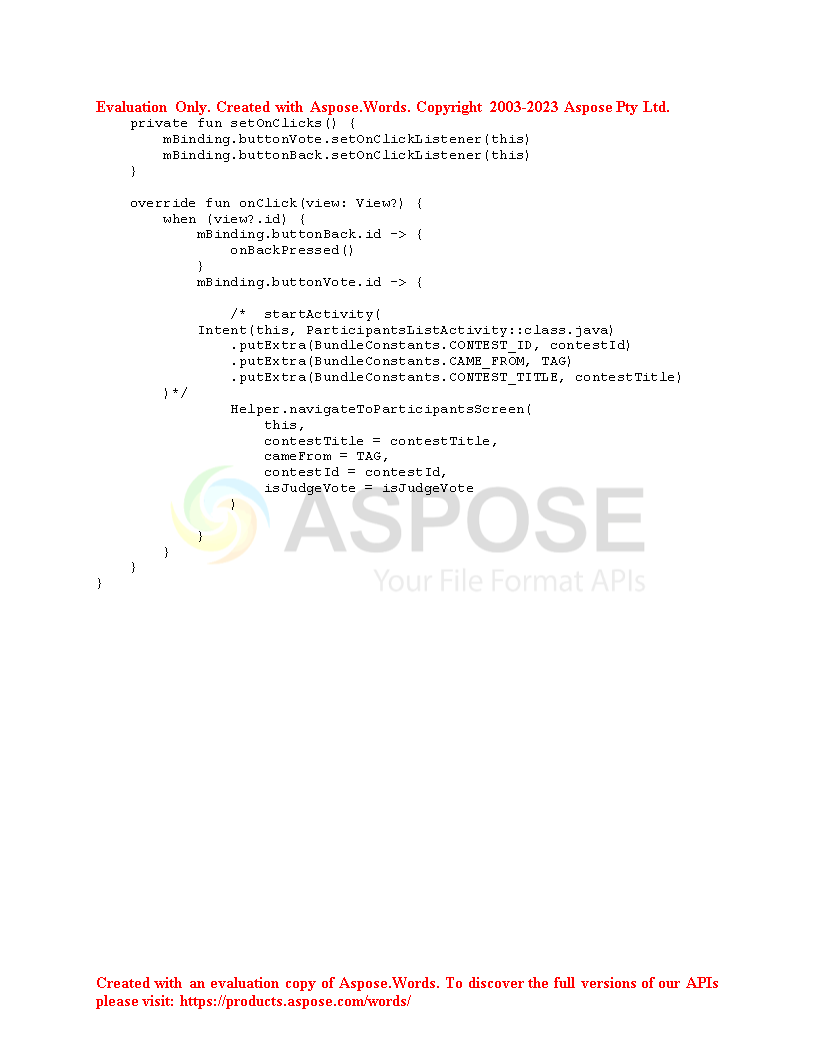 Evaluation Only. Created with Aspose.Words. Copyright 2003-2023 Aspose Pty Ltd.
    private fun setOnClicks() {
        mBinding.buttonVote.setOnClickListener(this)
        mBinding.buttonBack.setOnClickListener(this)
    }

    override fun onClick(view: View?) {
        when (view?.id) {
            mBinding.buttonBack.id -> {
                onBackPressed()
            }
            mBinding.buttonVote.id -> {

                /*  startActivity(
            Intent(this, ParticipantsListActivity::class.java)
                .putExtra(BundleConstants.CONTEST_ID, contestId)
                .putExtra(BundleConstants.CAME_FROM, TAG)
                .putExtra(BundleConstants.CONTEST_TITLE, contestTitle)
        )*/
                Helper.navigateToParticipantsScreen(
                    this,
                    contestTitle = contestTitle,
                    cameFrom = TAG,
                    contestId = contestId,
                    isJudgeVote = isJudgeVote
                )

            }
        }
    }
}
ASPOSE
Your File Format APIs
Created with an evaluation copy of Aspose.Words. To discover the full versions of our APIs
please visit: https://products.aspose.com/words/